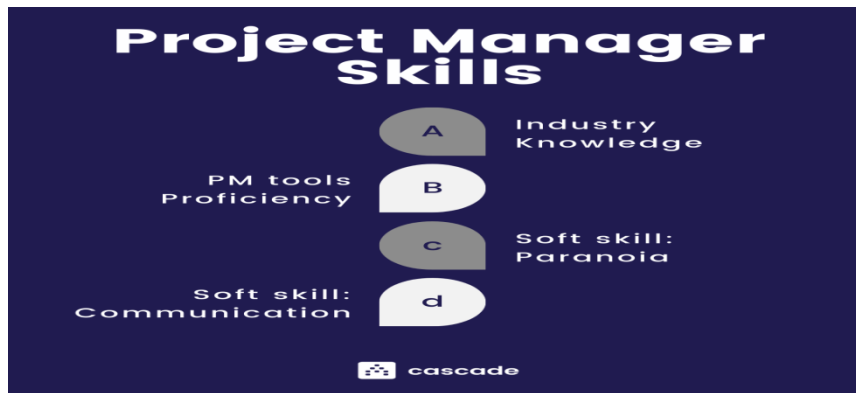 Project Manager
Skills
A
Industry
Knowledge
PM tools
Proficiency
B
c
Soft skill:
Paranoia
Soft skill:
Communication
d
cascade